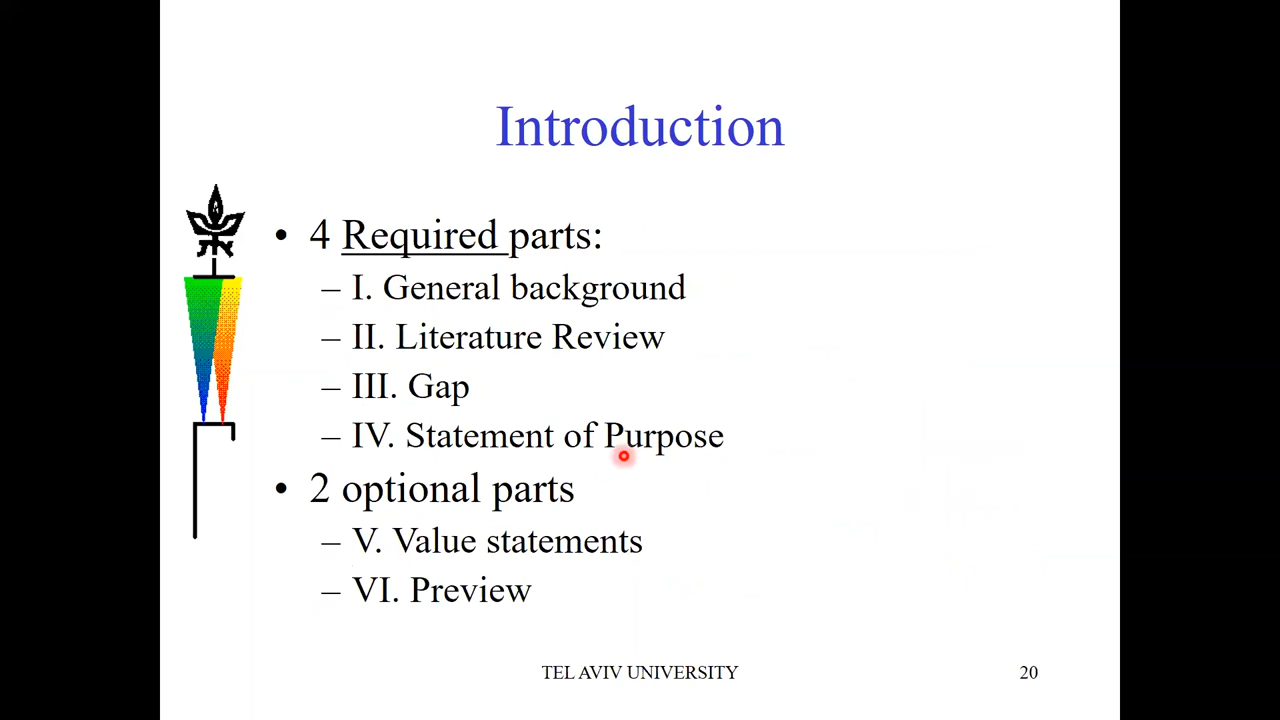 Introduction
• 4 Required parts:
– I. General background
– II. Literature Review
– III. Gap
– IV. Statement of Purpose
• 2 optional parts
– V. Value statements
– VI. Preview
TEL AVIV UNIVERSITY
20